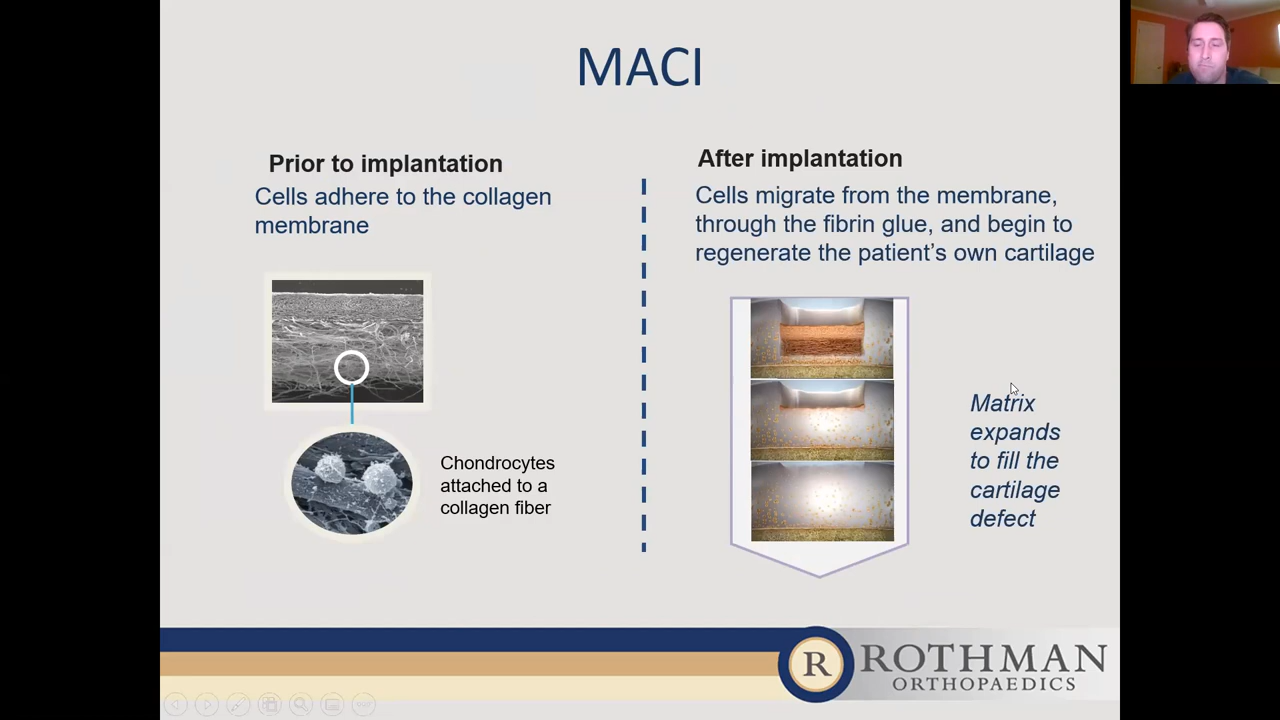 MACI
Prior to implantation
Cells adhere to the collagen
membrane
Chondrocytes
attached to a
collagen fiber
After implantation
Cells migrate from the membrane,
through the fibrin glue, and begin to
regenerate the patient’s own cartilage
Matrix
expands
to fill the
cartilage
defect
R
ROTHMAN
ORTHOPAEDICS